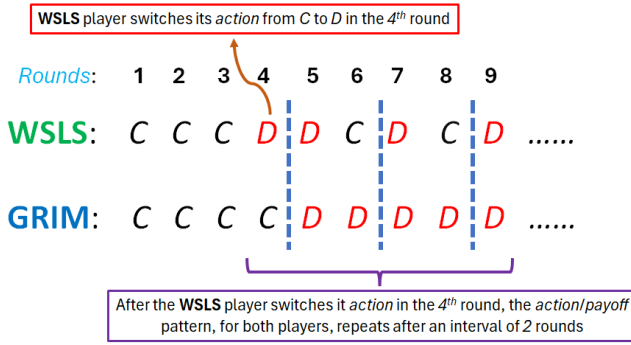 WSLS player switches its action from C to D in the 4th round
Rounds: 1 2 3 4 5 6 7 8 9
WSLS: C C C D D C D C D ......
GRIM: C C C C D D D D D ......
After the WSLS player switches it action in the 4th round, the action/payoff
pattern, for both players, repeats after an interval of 2 rounds